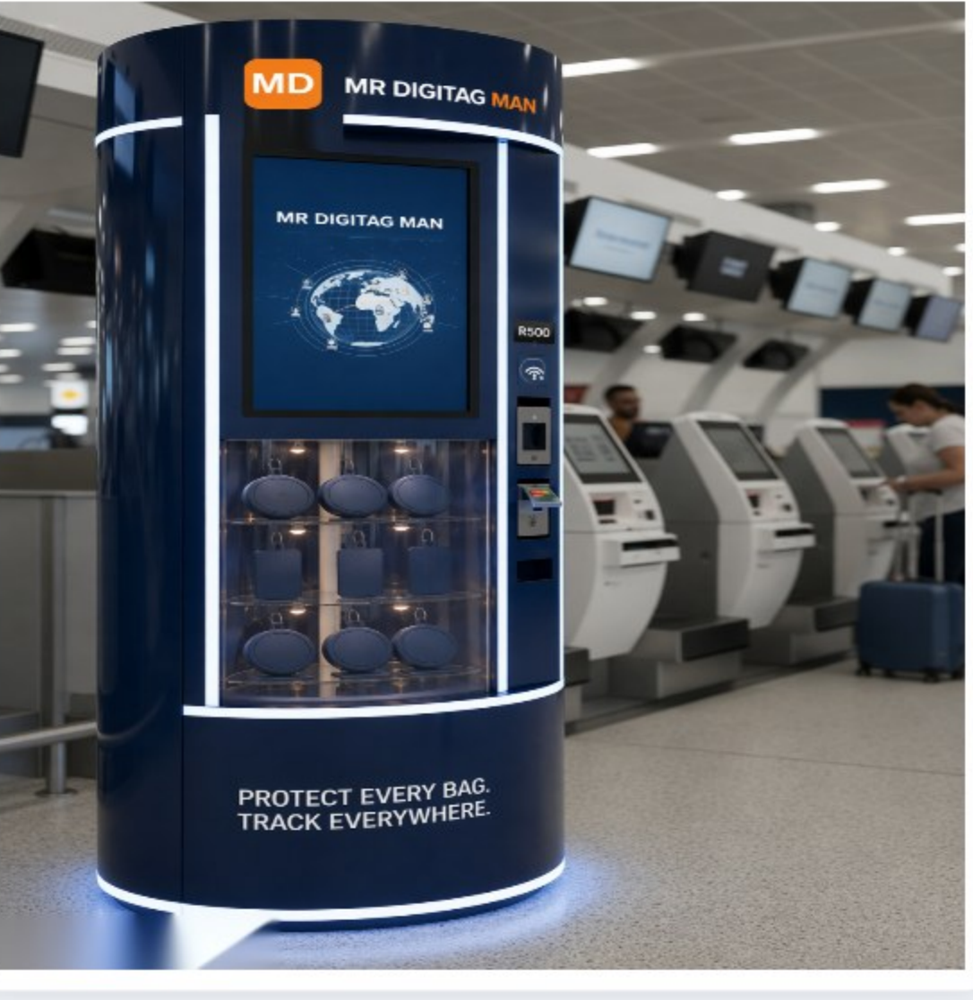 MD
MR DIGITAG MAN
MR DIGITAG MAN
R500
PROTECT EVERY BAG.
TRACK EVERYWHERE.